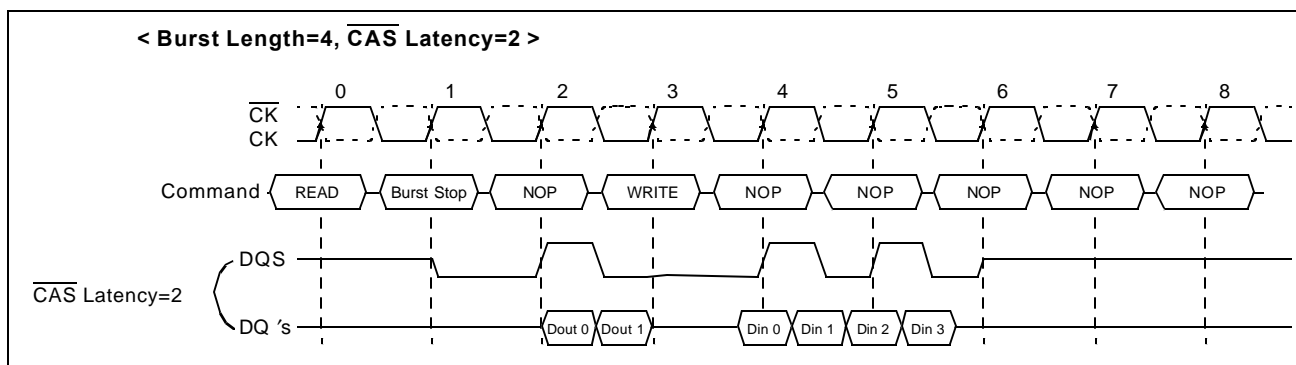 < Burst Length=4, CAS Latency=2 >
0 1 2 3 4 5 6 7 8
CK
CK
Command READ Burst Stop NOP WRITE NOP NOP NOP NOP NOP
DQS
CAS Latency=2
DQ 's Dout 0 Dout 1 Din 0 Din 1 Din 2 Din 3